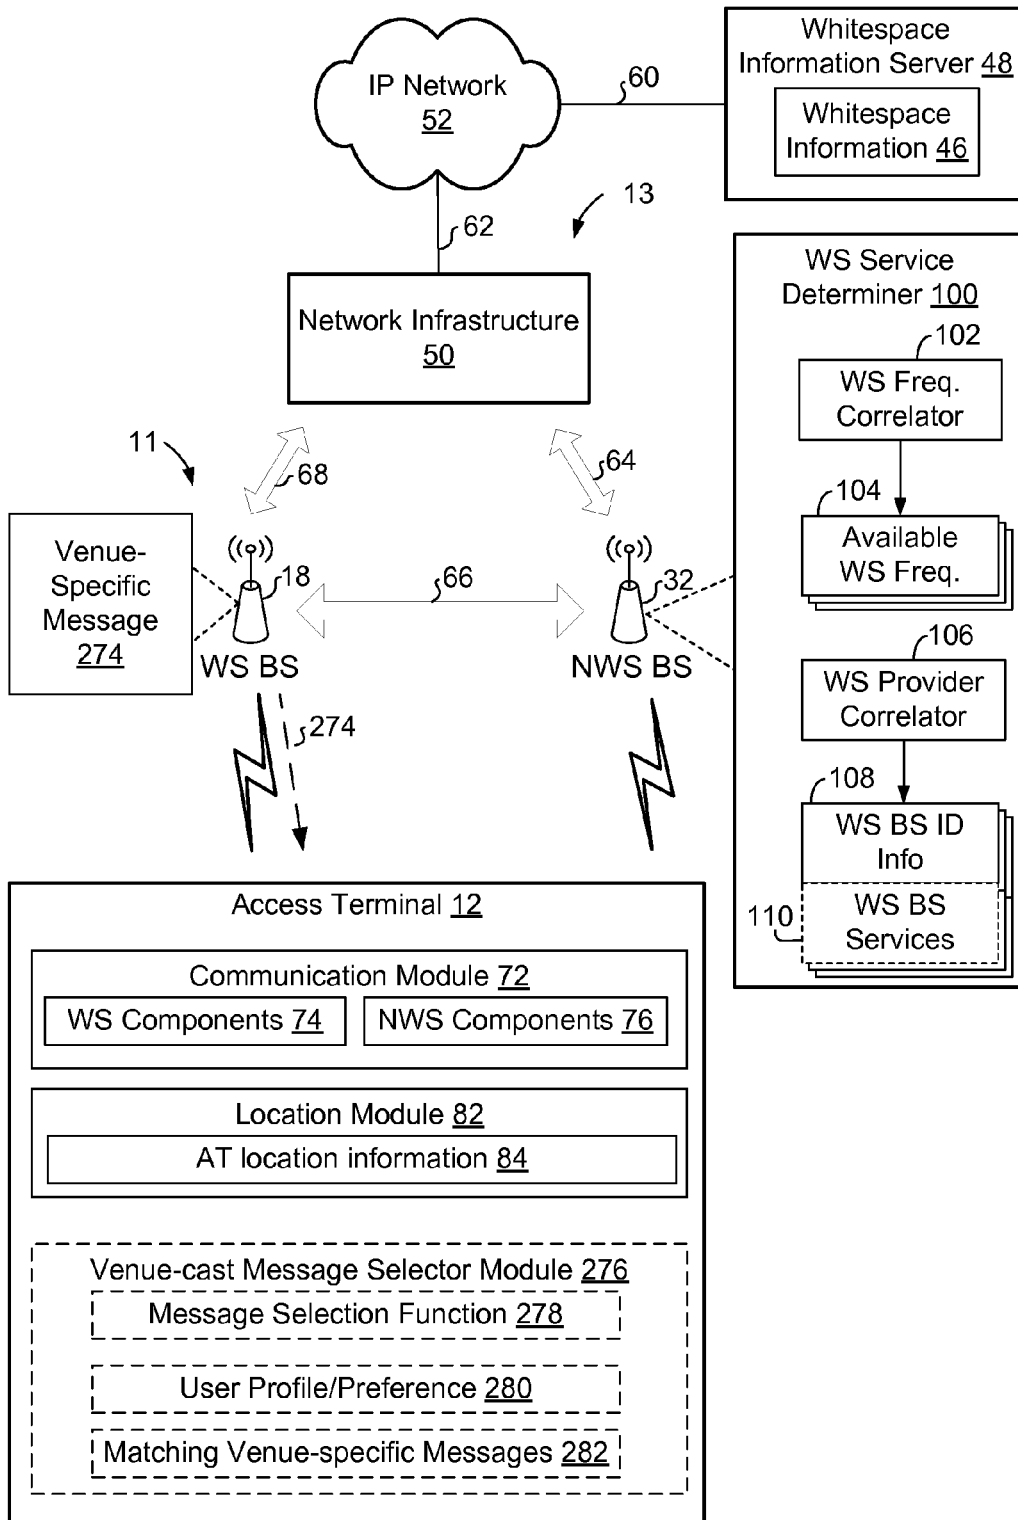 IP Network
52
60
Whitespace
Information Server 48
Whitespace
Information 46
62
13
Network Infrastructure
50
WS Service
Determiner 100
102
WS Freq.
Correlator
104
Available
WS Freq.
106
WS Provider
Correlator
108
WS BS ID
Info
110
WS BS
Services
11
68
64
Venue-
Specific
Message
274
18
WS BS
66
32
NWS BS
274
Access Terminal 12
Communication Module 72
WS Components 74
NWS Components 76
Location Module 82
AT location information 84
Venue-cast Message Selector Module 276
Message Selection Function 278
User Profile/Preference 280
Matching Venue-specific Messages 282